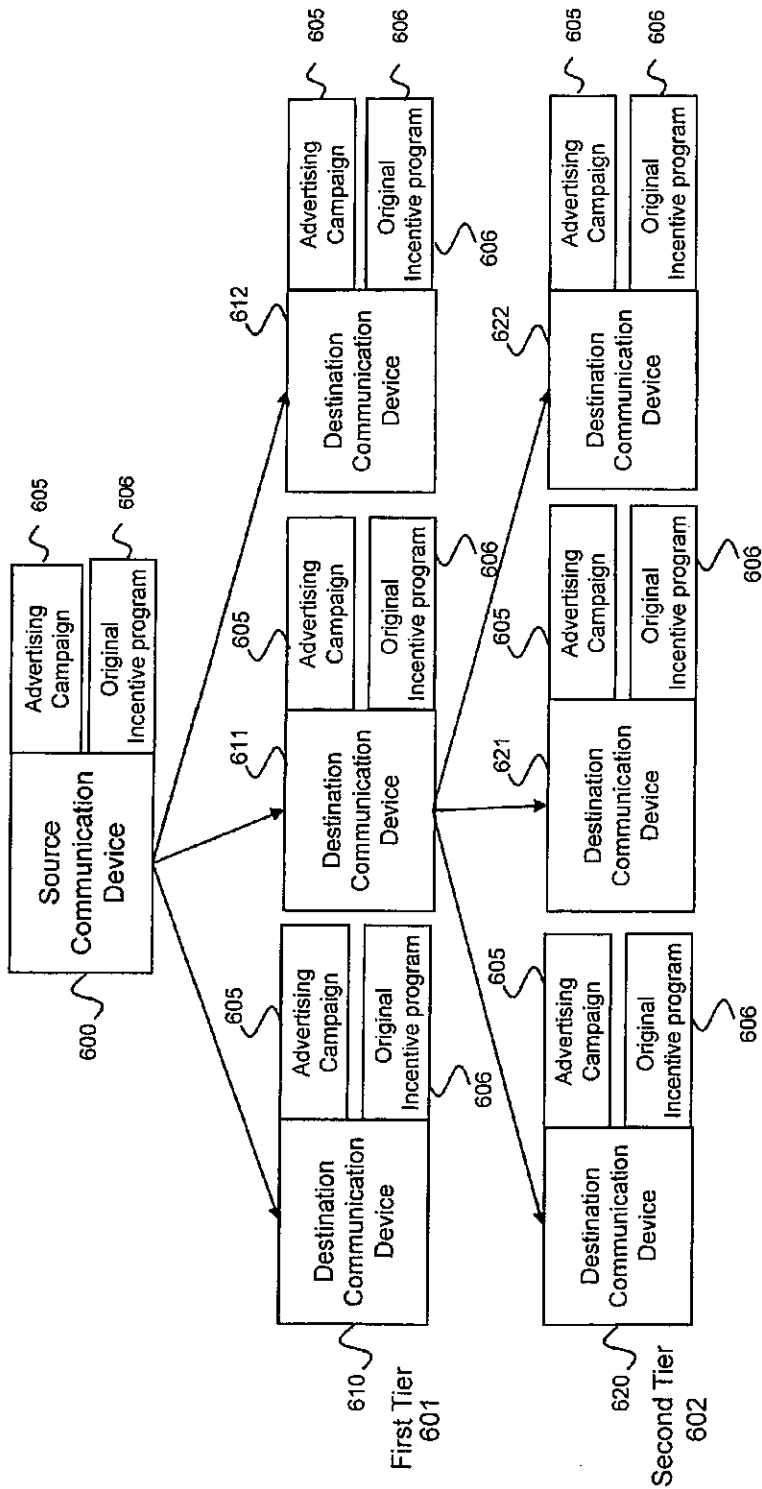 Source
Communication
Device
600
Advertising
Campaign
605
Original
Incentive program
606
First Tier
601
610
Destination
Communication
Device
605
Advertising
Campaign
Original
Incentive program
606
611
Destination
Communication
Device
605
Advertising
Campaign
Original
Incentive program
606
612
Destination
Communication
Device
Advertising
Campaign
605
Original
Incentive program
606
606
Second Tier
602
620
Destination
Communication
Device
605
Advertising
Campaign
Original
Incentive program
606
621
Destination
Communication
Device
605
Advertising
Campaign
Original
Incentive program
606
622
Destination
Communication
Device
Advertising
Campaign
605
Original
Incentive program
606